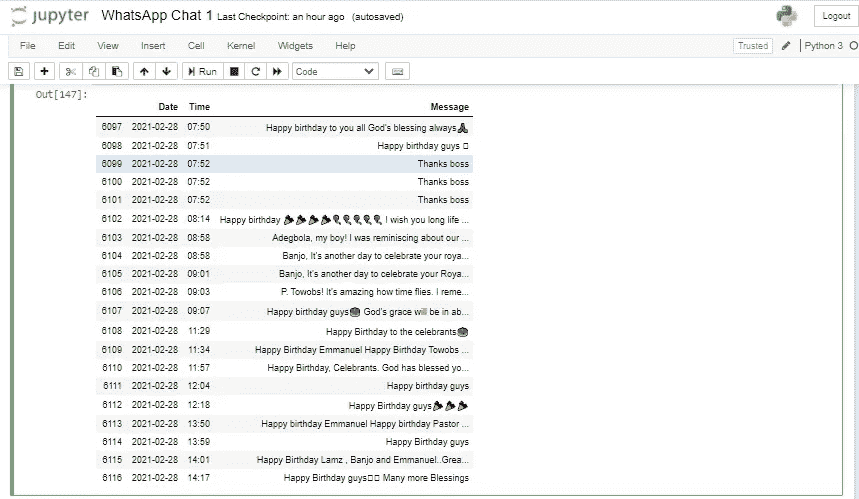 jupyter WhatsApp Chat 1 Last Checkpoint: an hour ago (autosaved) Logout
File Edit View Insert Cell Kernel Widgets Help Trusted Python 3
Run Code
Out[147]:
Date Time Message
6097 2021-02-28 07:50 Happy birthday to you all God's blessing always🙏
6098 2021-02-28 07:51 Happy birthday guys □
6099 2021-02-28 07:52 Thanks boss
6100 2021-02-28 07:52 Thanks boss
6101 2021-02-28 07:52 Thanks boss
6102 2021-02-28 08:14 Happy birthday 🎉🎉🎉🎉🎈🎈🎈🎈🎈 I wish you long life ...
6103 2021-02-28 08:58 Adegbola, my boy! I was reminiscing about our ...
6104 2021-02-28 08:58 Banjo, It's another day to celebrate your roya...
6105 2021-02-28 09:01 Banjo, It's another day to celebrate your Roya...
6106 2021-02-28 09:03 P. Towobs! It's amazing how time flies. I reme...
6107 2021-02-28 09:07 Happy birthday guys🎂 God's grace will be in ab...
6108 2021-02-28 11:29 Happy Birthday to the celebrants🎂
6109 2021-02-28 11:34 Happy Birthday Emmanuel Happy Birthday Towobs ...
6110 2021-02-28 11:57 Happy Birthday, Celebrants. God has blessed yo...
6111 2021-02-28 12:04 Happy birthday guys
6112 2021-02-28 12:18 Happy Birthday guys🎉🎉🎉
6113 2021-02-28 13:50 Happy birthday Emmanuel Happy birthday Pastor ...
6114 2021-02-28 13:59 Happy Birthday guys
6115 2021-02-28 14:01 Happy Birthday Lamz , Banjo and Emmanuel..Grea...
6116 2021-02-28 14:17 Happy Birthday guys□□ Many more Blessings